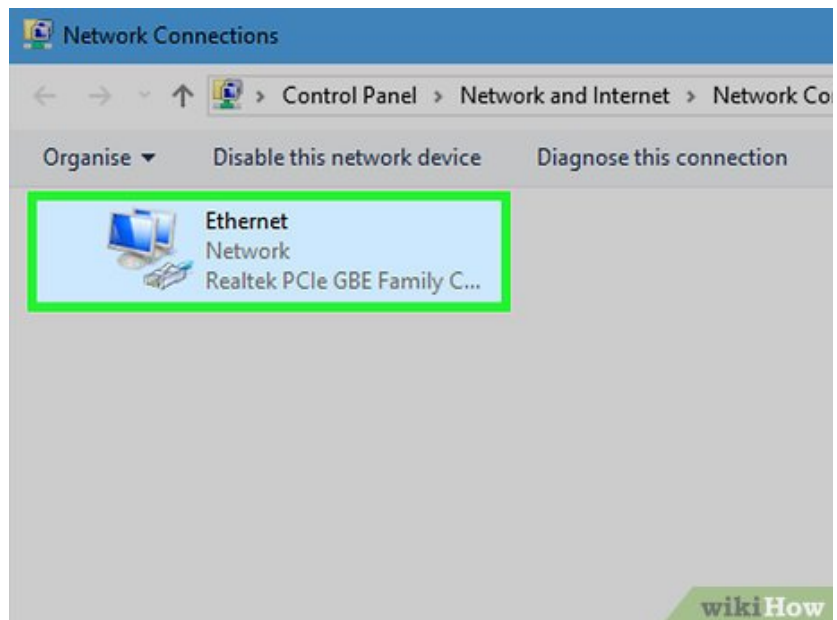 Network Connections
Control Panel > Network and Internet > Network Co
Organise Disable this network device Diagnose this connection
Ethernet
Network
Realtek PCIe GBE Family C...
wikiHow